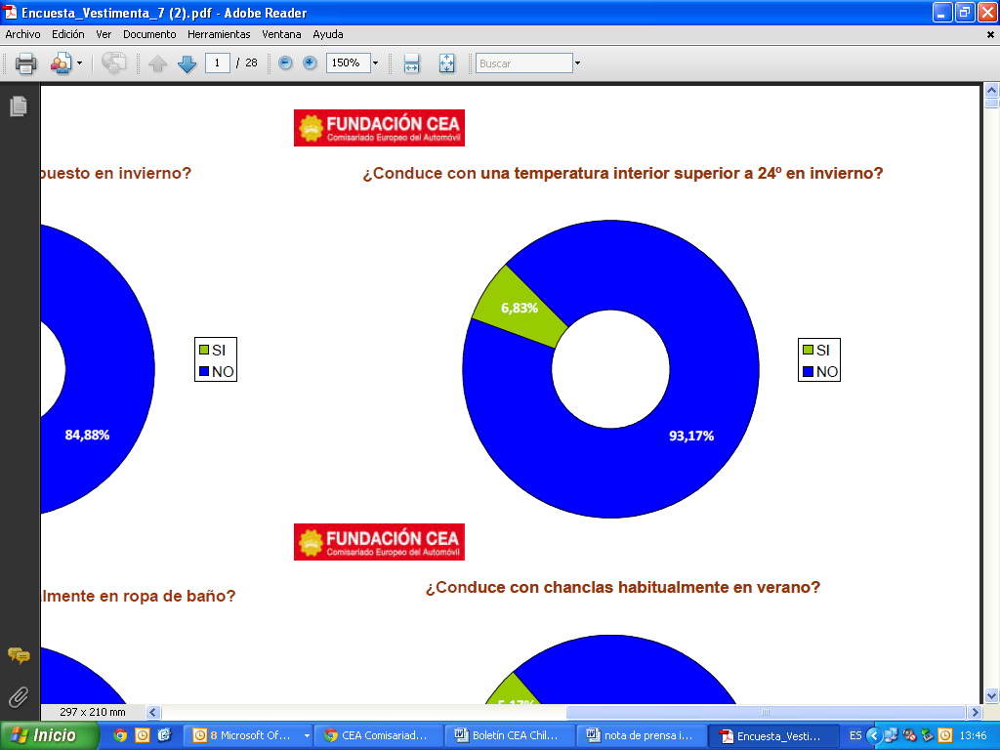 Encuesta_Vestimenta_7 (2).pdf - Adobe Reader
Archivo Edición Ver Documento Herramientas Ventana Ayuda
1 / 28 150% Buscar
FUNDACIÓN CEA
Comisariado Europeo del Automóvil
puesto en invierno?
¿Conduce con una temperatura interior superior a 24º en invierno?
6,83%
SI
NO
SI
NO
84,88%
93,17%
FUNDACIÓN CEA
Comisariado Europeo del Automóvil
lmente en ropa de baño?
¿Conduce con chanclas habitualmente en verano?
5,17%
297 x 210 mm
Inicio
8 Microsoft Of...
CEA Comisariad...
Boletín CEA Chil...
nota de prensa i...
Encuesta_Vesti...
ES
13:46